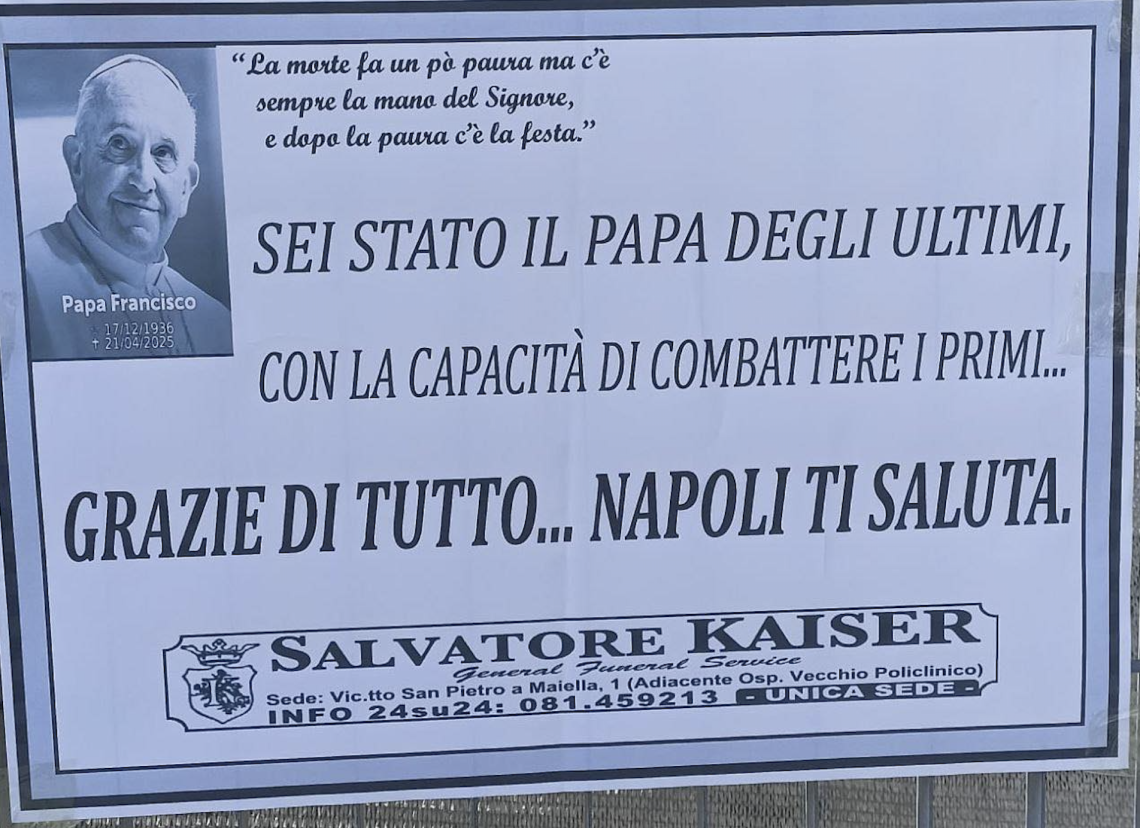 “La morte fa un pò paura ma c’è
sempre la mano del Signore,
e dopo la paura c’è la festa.”
Papa Francisco
17/12/1936
✝ 21/04/2025
SEI STATO IL PAPA DEGLI ULTIMI,
CON LA CAPACITÀ DI COMBATTERE I PRIMI...
GRAZIE DI TUTTO... NAPOLI TI SALUTA.
SALVATORE KAISER
General Funeral Service
Sede: Vic.tto San Pietro a Maiella, 1 (Adiacente Osp. Vecchio Policlinico)
INFO 24su24: 081.459213 - UNICA SEDE -